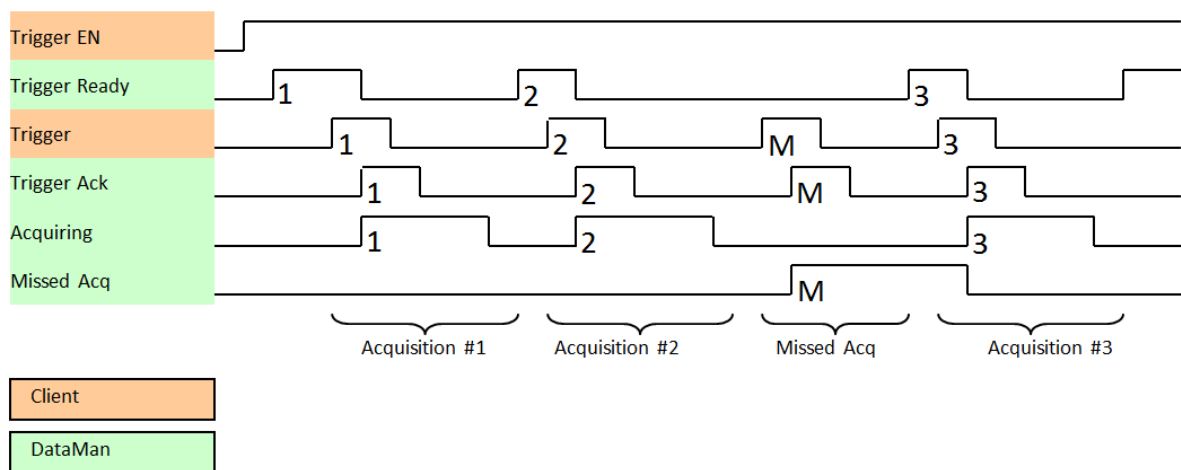 Trigger EN
Trigger Ready
1 2 3
Trigger
1 2 M 3
Trigger Ack
1 2 M 3
Acquiring
1 2 3
Missed Acq
M
Acquisition #1 Acquisition #2 Missed Acq Acquisition #3
Client
DataMan